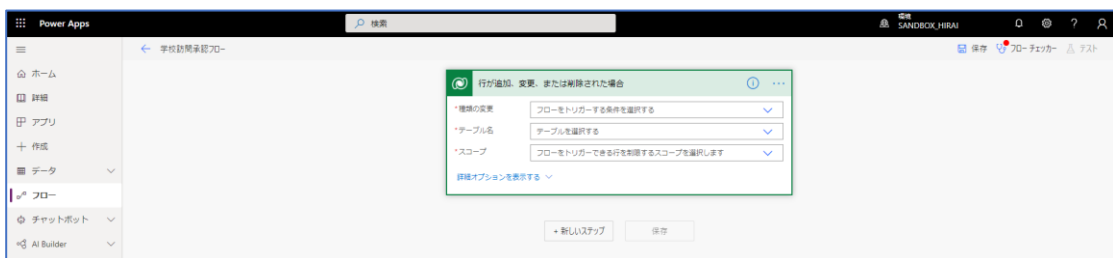 Power Apps
検索
環境
SANDBOX_HIRAI
?
← 学校訪問承認フロー
保存 フロー チェッカー テスト
ホーム
詳細
アプリ
+ 作成
データ
フロー
チャットボット
AI Builder
行が追加、変更、または削除された場合
*種類の変更 フローをトリガーする条件を選択する
*テーブル名 テーブルを選択する
*スコープ フローをトリガーできる行を制限するスコープを選択します
詳細オプションを表示する
+ 新しいステップ 保存